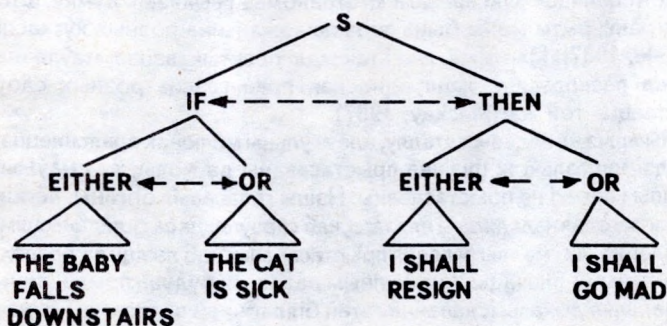 S
IF THEN
EITHER OR EITHER OR
THE BABY THE CAT I SHALL I SHALL
FALLS IS SICK RESIGN GO MAD
DOWNSTAIRS